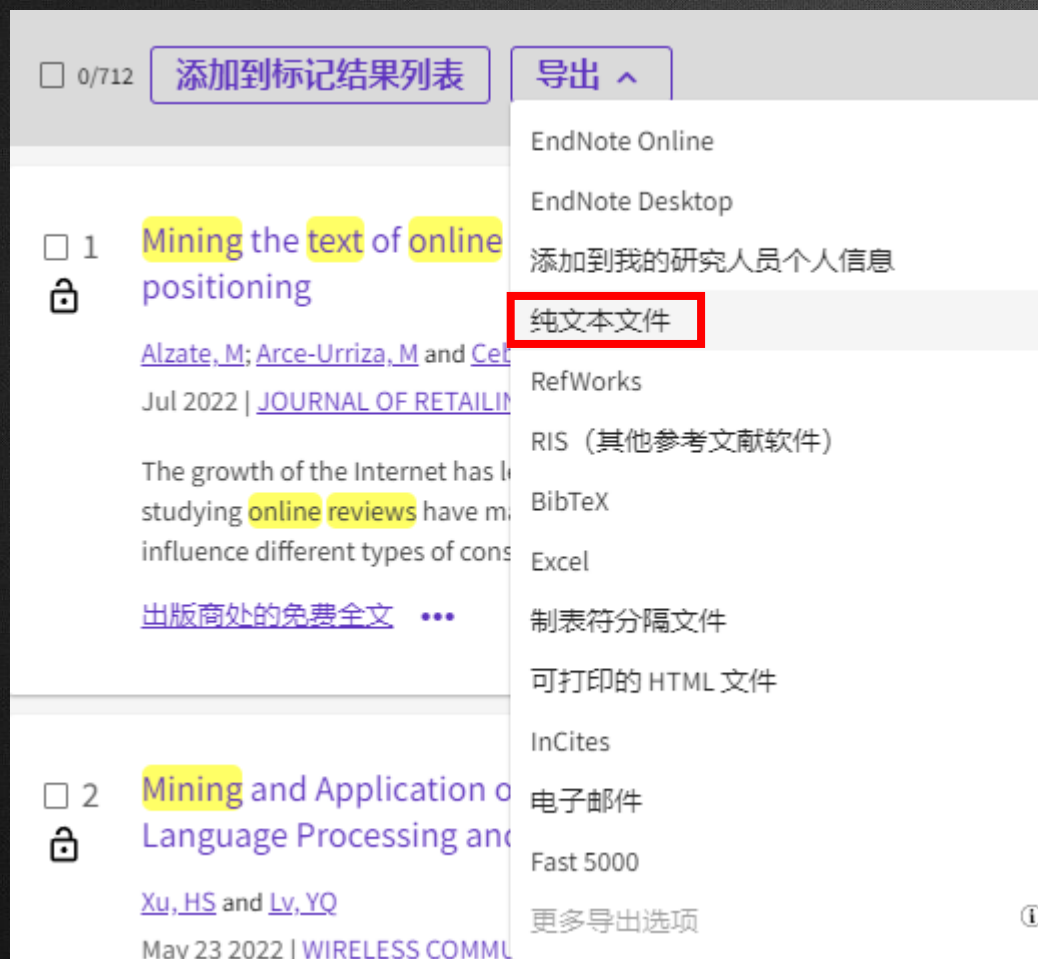 0/712 添加到标记结果列表 导出
EndNote Online
EndNote Desktop
添加到我的研究人员个人信息
纯文本文件
RefWorks
RIS（其他参考文献软件）
BibTeX
Excel
制表符分隔文件
可打印的 HTML 文件
InCites
电子邮件
Fast 5000
更多导出选项
1 Mining the text of online
positioning
Alzate, M; Arce-Urriza, M and
Jul 2022 | JOURNAL OF
The growth of the Internet has
studying online reviews have
influence different types of
出版商处的免费全文 •••
2 Mining and Application
Language Processing
Xu, HS and Lv, YQ
May 23 2022 | WIRELESS